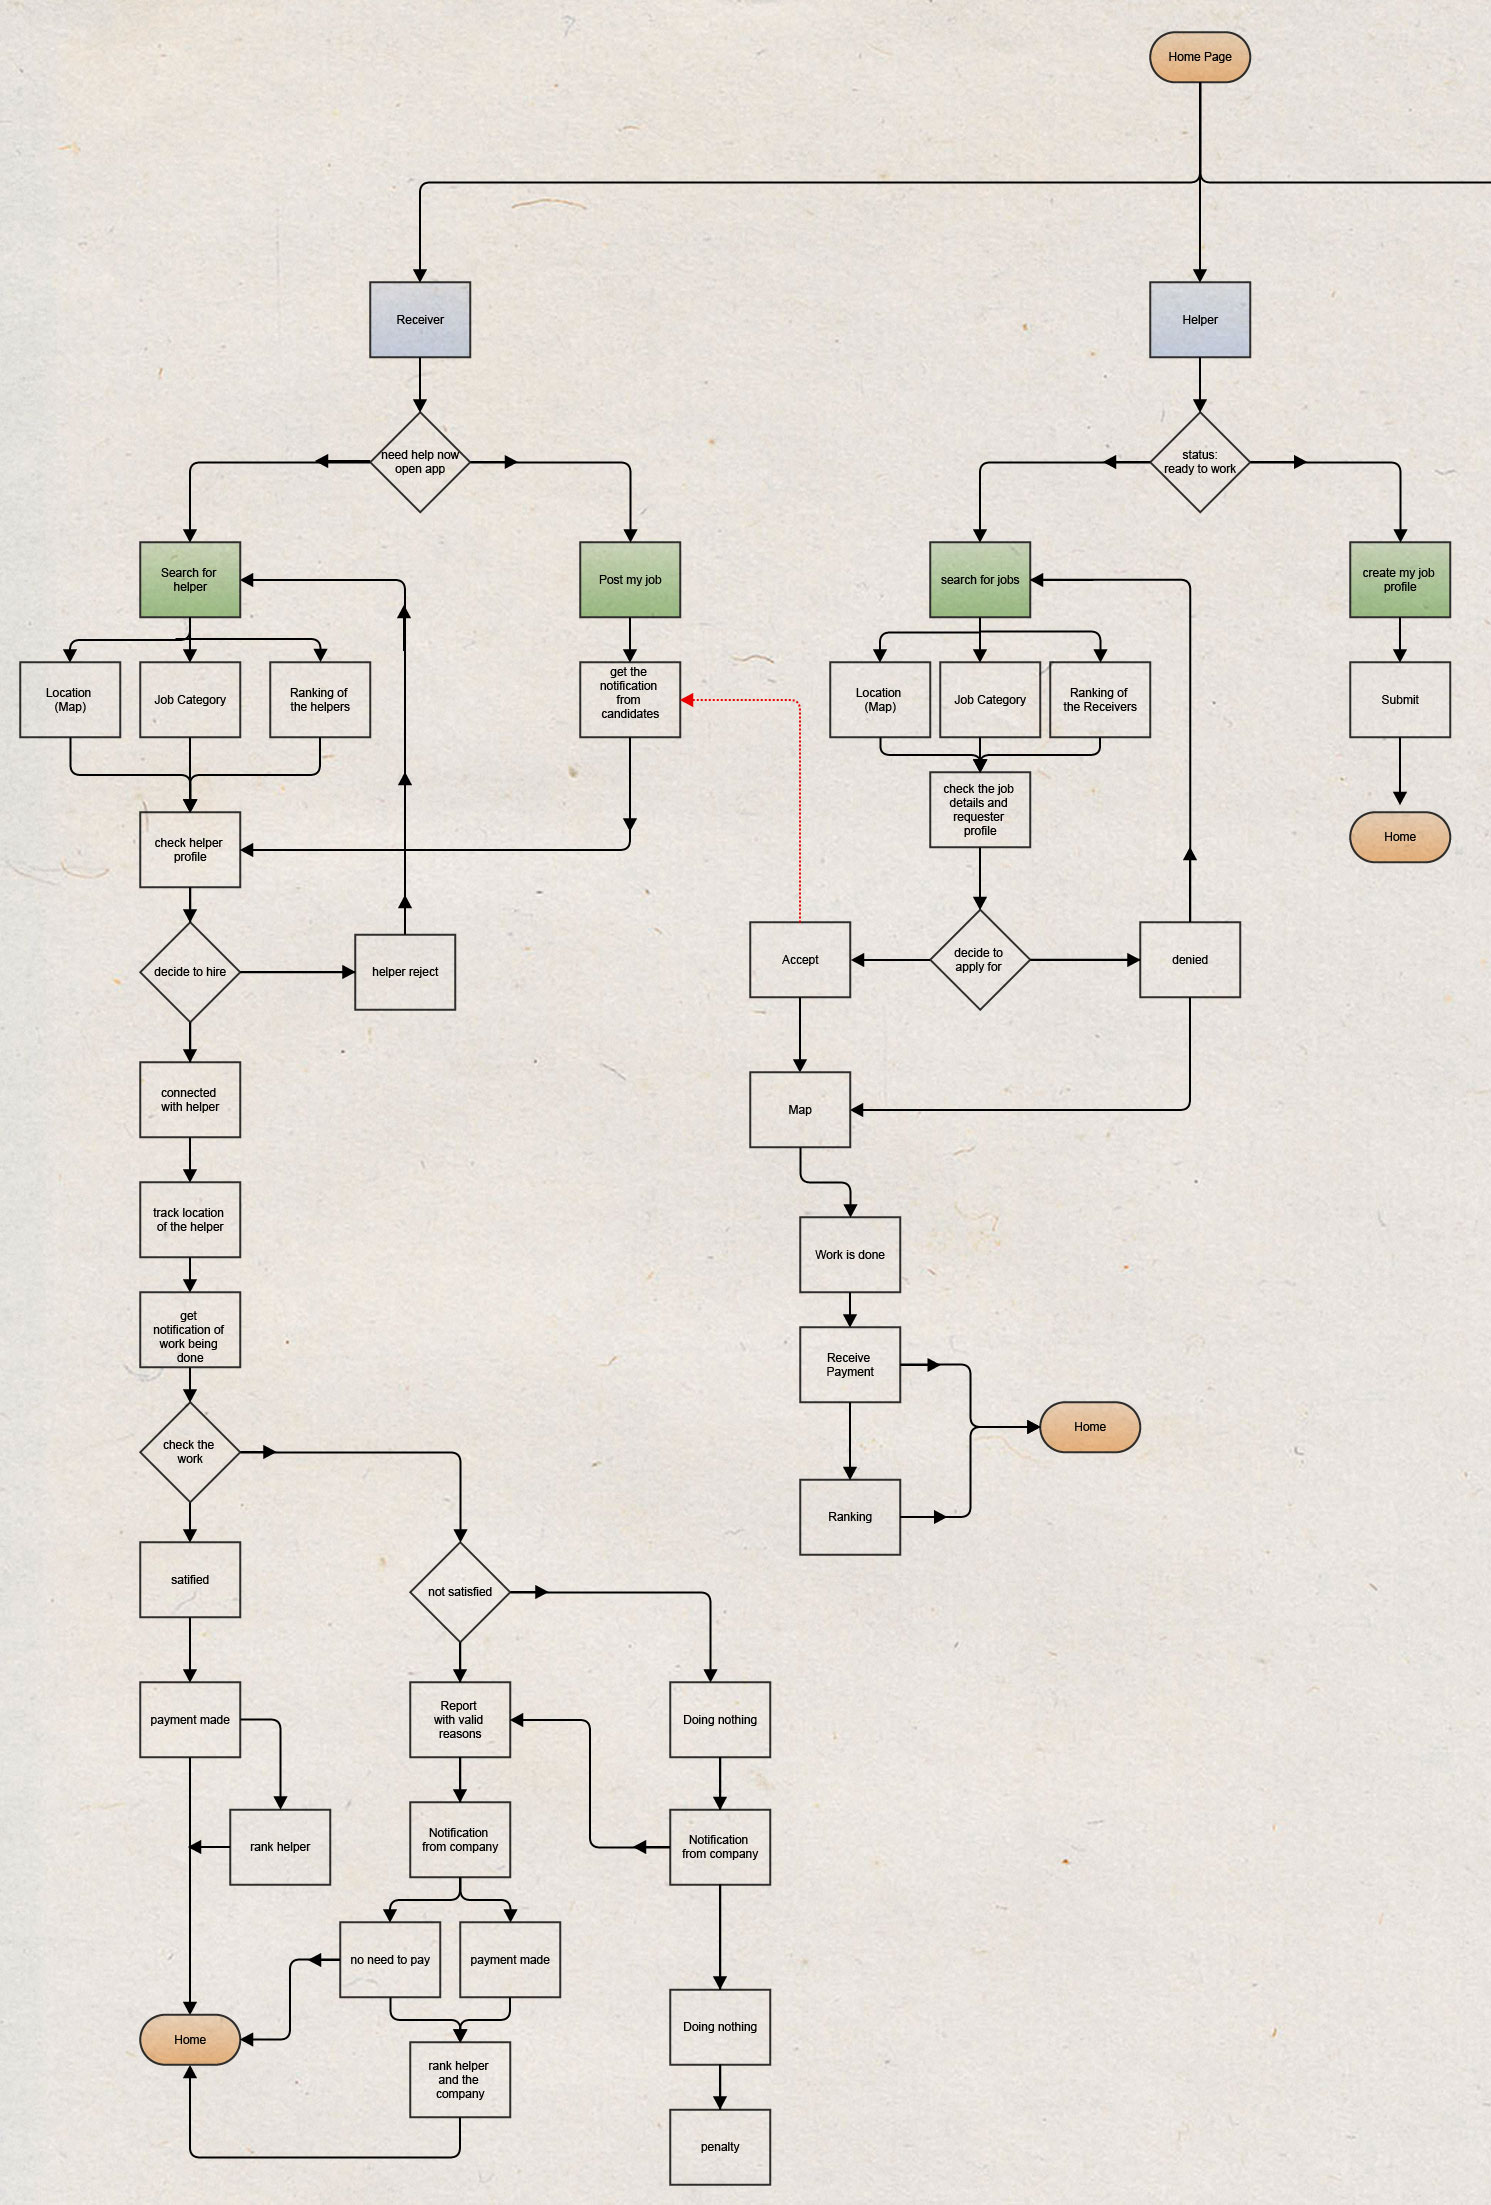 Home Page
Receiver
Helper
need help now
open app
status:
ready to work
Search for
helper
Post my job
search for jobs
create my job
profile
Location
(Map)
Job Category
Ranking of
the helpers
get the
notification
from
candidates
Location
(Map)
Job Category
Ranking of
the Receivers
Submit
check helper
profile
check the job
details and
requester
profile
Home
decide to hire
helper reject
Accept
decide to
apply for
denied
connected
with helper
Map
track location
of the helper
Work is done
get
notification of
work being
done
Receive
Payment
Home
check the
work
Ranking
satified
not satisfied
payment made
Report
with valid
reasons
Doing nothing
rank helper
Notification
from company
Notification
from company
no need to pay
payment made
Home
Doing nothing
rank helper
and the
company
penalty